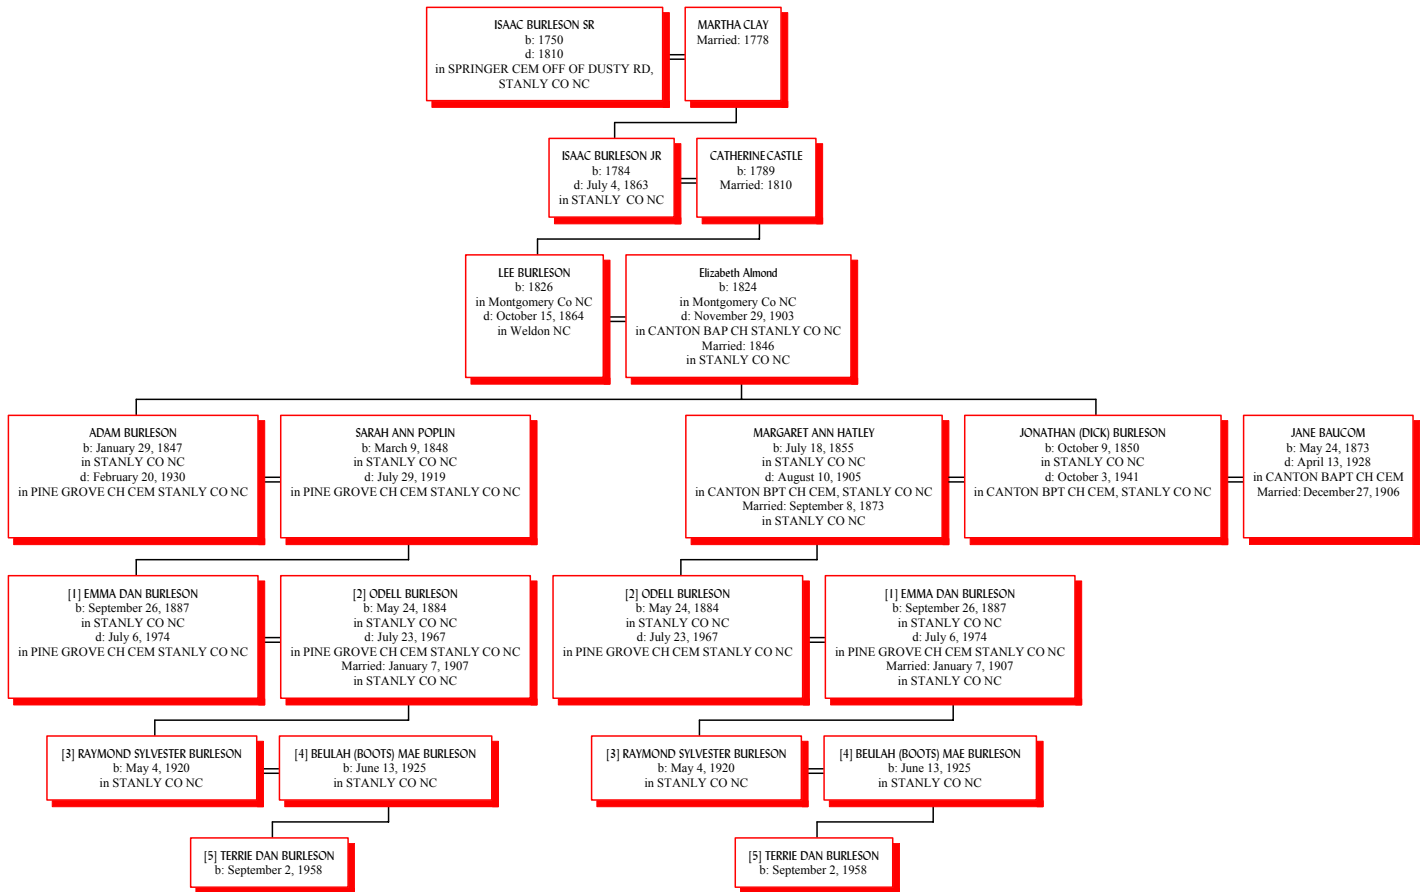 ISAAC BURLESON SR
b: 1750
d: 1810
in SPRINGER CEM OFF OF DUSTY RD,
STANLY CO NC
MARTHA CLAY
Married: 1778
ISAAC BURLESON JR
b: 1784
d: July 4, 1863
in STANLY CO NC
CATHERINE CASTLE
b: 1789
Married: 1810
LEE BURLESON
b: 1826
in Montgomery Co NC
d: October 15, 1864
in Weldon NC
Elizabeth Almond
b: 1824
in Montgomery Co NC
d: November 29, 1903
in CANTON BAP CH STANLY CO NC
Married: 1846
in STANLY CO NC
ADAM BURLESON
b: January 29, 1847
in STANLY CO NC
d: February 20, 1930
in PINE GROVE CH CEM STANLY CO NC
SARAH ANN POPLIN
b: March 9, 1848
in STANLY CO NC
d: July 29, 1919
in PINE GROVE CH CEM STANLY CO NC
MARGARET ANN HATLEY
b: July 18, 1855
in STANLY CO NC
d: August 10, 1905
in CANTON BPT CH CEM, STANLY CO NC
Married: September 8, 1873
in STANLY CO NC
JONATHAN (DICK) BURLESON
b: October 9, 1850
in STANLY CO NC
d: October 3, 1941
in CANTON BPT CH CEM, STANLY CO NC
JANE BAUCOM
b: May 24, 1873
d: April 13, 1928
in CANTON BAPT CH CEM
Married: December 27, 1906
[1] EMMA DAN BURLESON
b: September 26, 1887
in STANLY CO NC
d: July 6, 1974
in PINE GROVE CH CEM STANLY CO NC
[2] ODELL BURLESON
b: May 24, 1884
in STANLY CO NC
d: July 23, 1967
in PINE GROVE CH CEM STANLY CO NC
Married: January 7, 1907
in STANLY CO NC
[2] ODELL BURLESON
b: May 24, 1884
in STANLY CO NC
d: July 23, 1967
in PINE GROVE CH CEM STANLY CO NC
[1] EMMA DAN BURLESON
b: September 26, 1887
in STANLY CO NC
d: July 6, 1974
in PINE GROVE CH CEM STANLY CO NC
Married: January 7, 1907
in STANLY CO NC
[3] RAYMOND SYLVESTER BURLESON
b: May 4, 1920
in STANLY CO NC
[4] BEULAH (BOOTS) MAE BURLESON
b: June 13, 1925
in STANLY CO NC
[3] RAYMOND SYLVESTER BURLESON
b: May 4, 1920
in STANLY CO NC
[4] BEULAH (BOOTS) MAE BURLESON
b: June 13, 1925
in STANLY CO NC
[5] TERRIE DAN BURLESON
b: September 2, 1958
[5] TERRIE DAN BURLESON
b: September 2, 1958